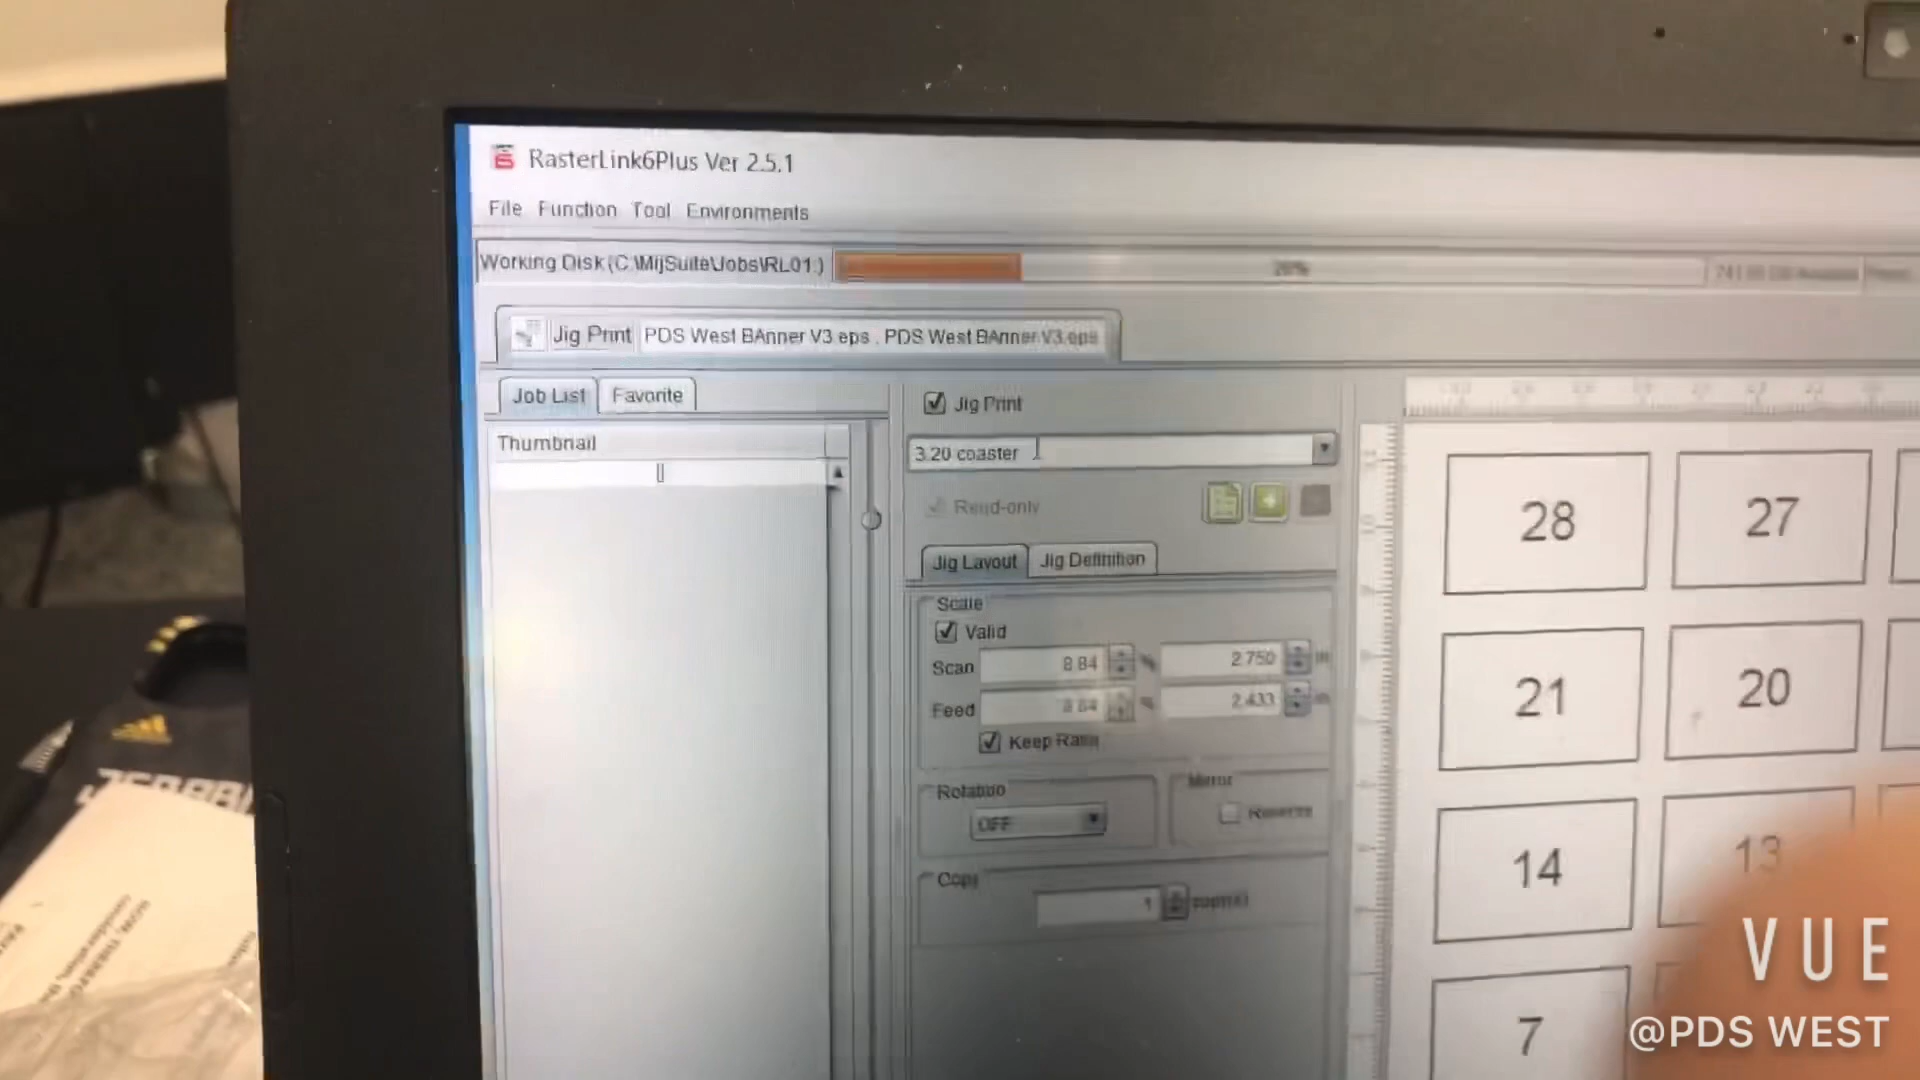 RasterLink6Plus Ver 2.5.1
File Function Tool Environments
Working Disk (C:\MijSuite\Jobs\RL01:) 20%
Jig Print PDS West BAnner V3.eps , PDS West BAnner V3.eps
Job List Favorite
Thumbnail
Jig Print
3.20 coaster
Read-only
Jig Layout Jig Definition
Scale
Valid
Scan 8.84 % 2.750
Feed 8.84 % 2.433
Keep Ratio
Rotation
OFF
Mirror
Reverse
Copy
1 copy(s)
28 27
21 20
14 13
7
VUE
@PDS WEST